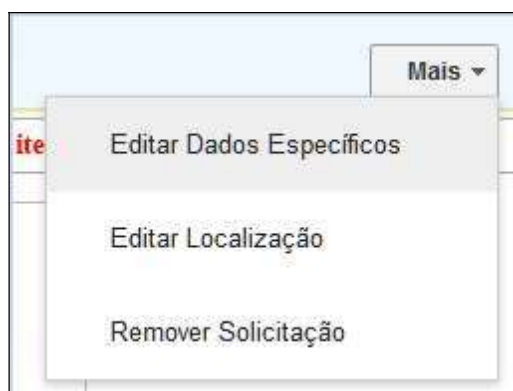 Mais
ite
Editar Dados Específicos
Editar Localização
Remover Solicitação